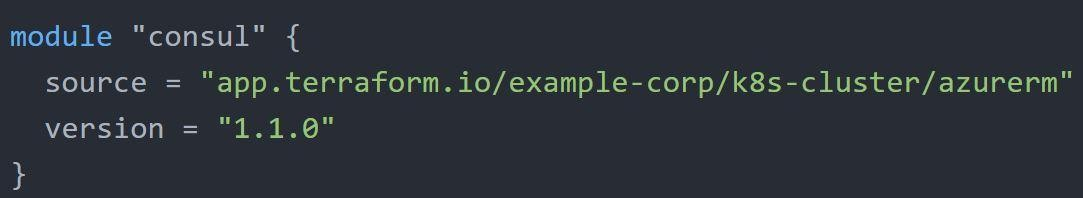 module "consul" {
  source = "app.terraform.io/example-corp/k8s-cluster/azurerm"
  version = "1.1.0"
}